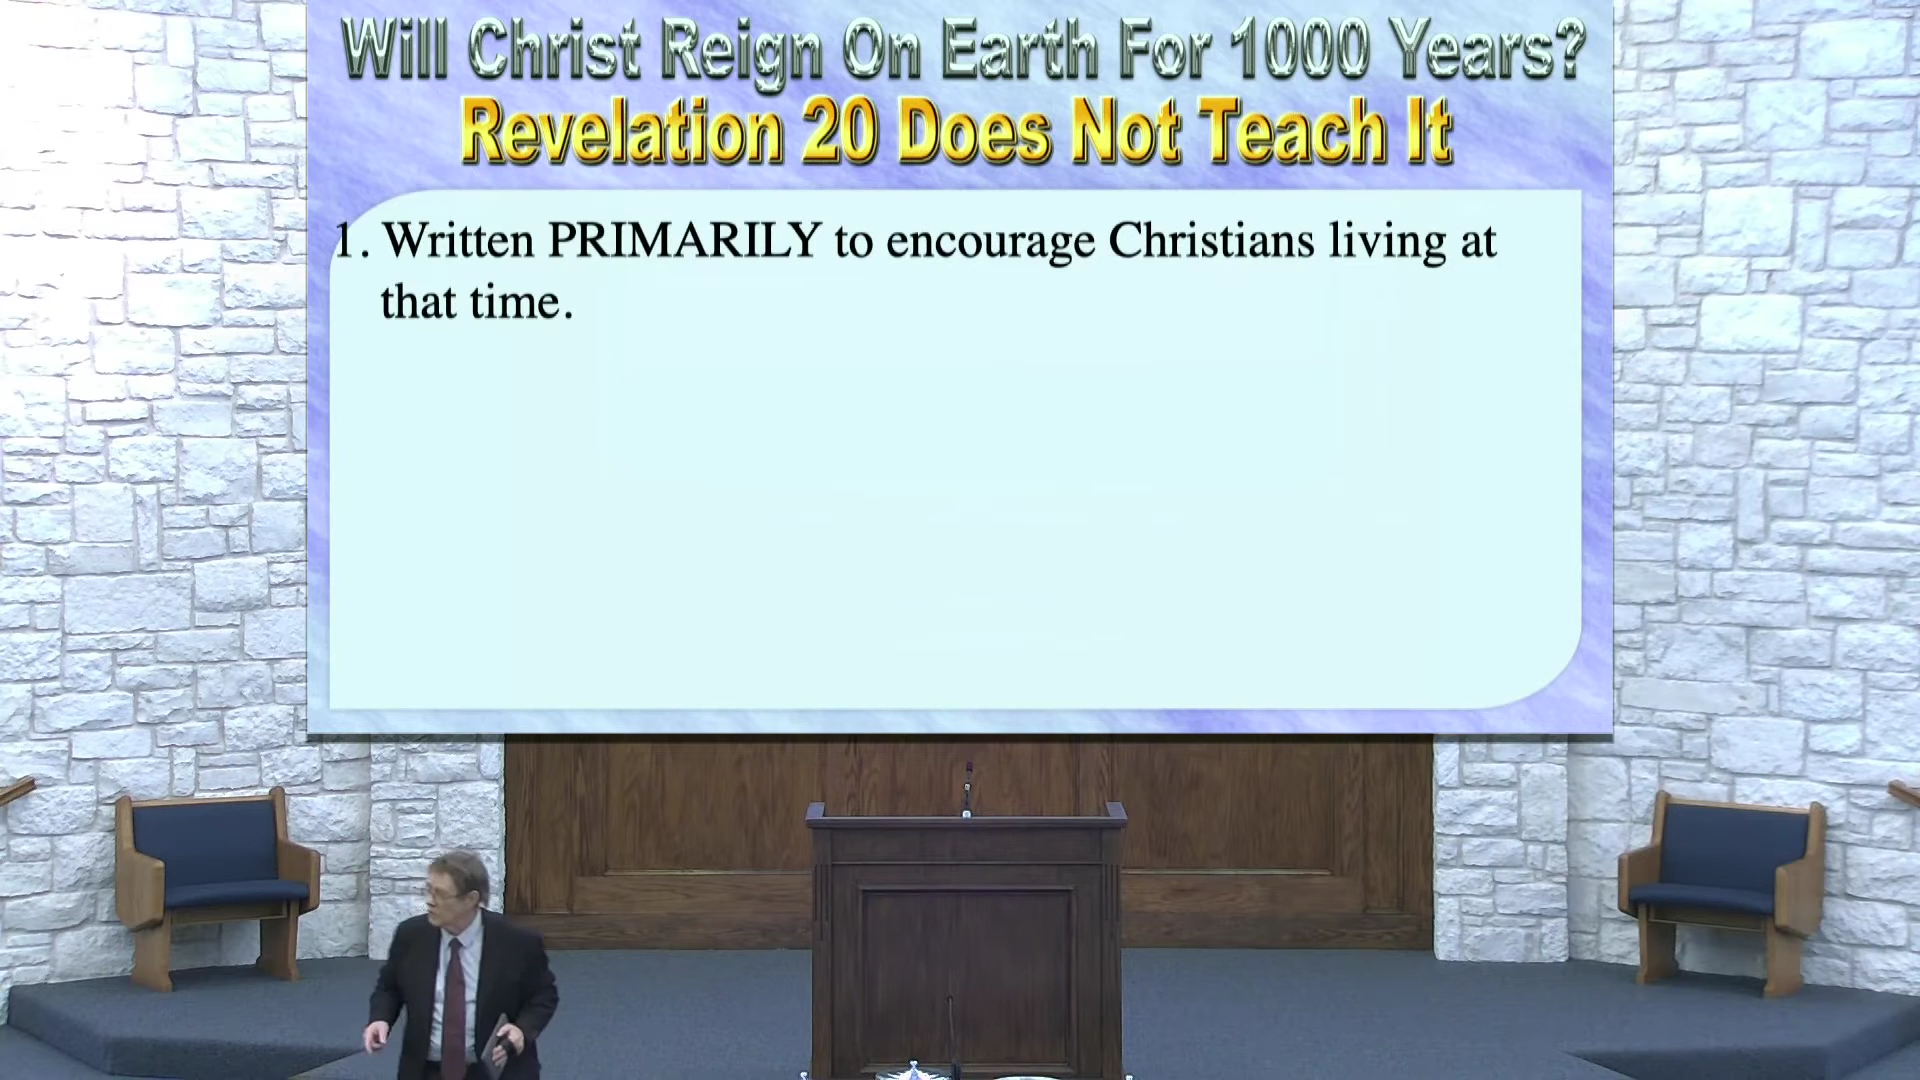 Will Christ Reign On Earth For 1000 Years?
Revelation 20 Does Not Teach It
1. Written PRIMARILY to encourage Christians living at
that time.